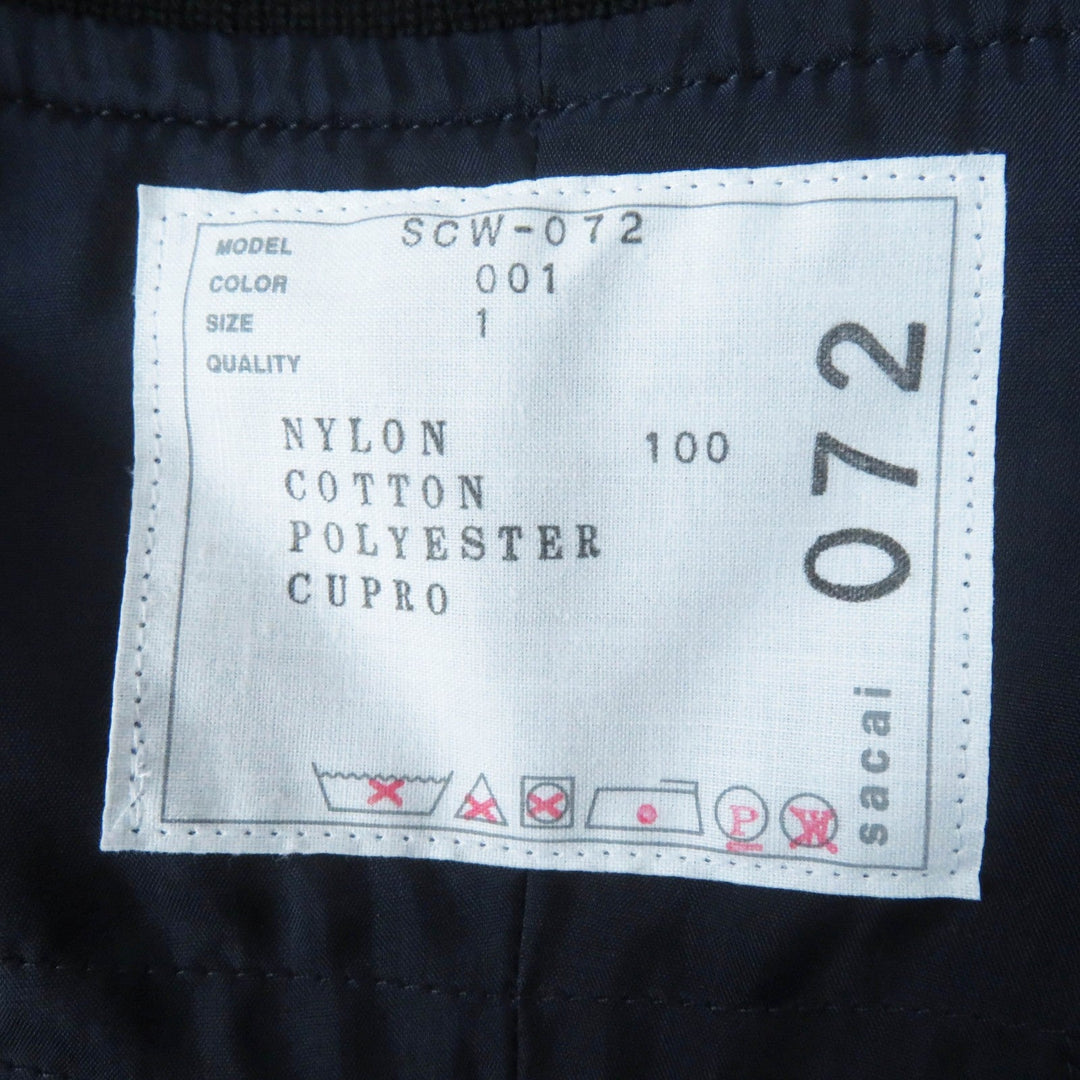 MODEL SCW-072
COLOR 001
SIZE 1
QUALITY
NYLON 100
COTTON
POLYESTER
CUPRO
P
W
sacai 072